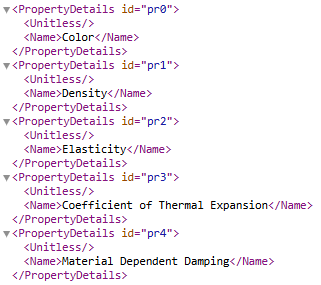 <PropertyDetails id="pr0">
<Unitless/>
<Name>Color</Name>
</PropertyDetails>
<PropertyDetails id="pr1">
<Unitless/>
<Name>Density</Name>
</PropertyDetails>
<PropertyDetails id="pr2">
<Unitless/>
<Name>Elasticity</Name>
</PropertyDetails>
<PropertyDetails id="pr3">
<Unitless/>
<Name>Coefficient of Thermal Expansion</Name>
</PropertyDetails>
<PropertyDetails id="pr4">
<Unitless/>
<Name>Material Dependent Damping</Name>
</PropertyDetails>